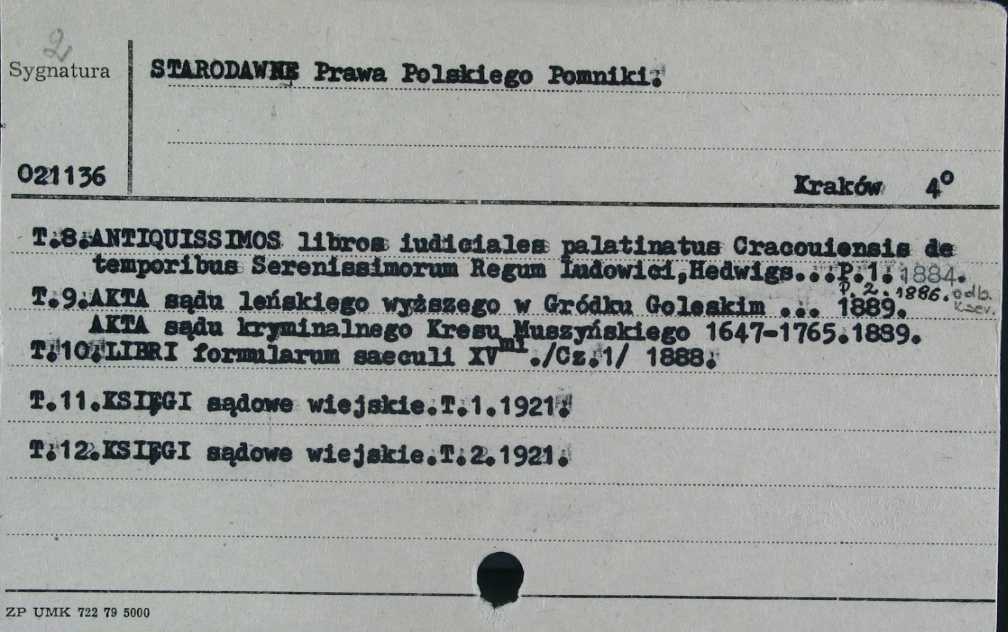 2
Sygnatura
STARODAWNE Prawa Polskiego Pomniki.
021136
Kraków 4º
T.8.ANTIQUISSIMOS libros iudiciales palatinatus Cracouiensis de
temporibus Serenissimorum Regum Ludowici,Hedwigs...P.1. 1884.
P.2. 1886. odb.
kser.
T.9.AKTA sądu leńskiego wyższego w Gródku Goleskim ... 1889.
AKTA sądu kryminalnego Kresu Muszyńskiego 1647-1765.1889.
T.10.LIBRI formularum saeculi XVmi./Cz.1/ 1888.
T.11.KSIĘGI sądowe wiejskie.T.1.1921.
T.12.KSIĘGI sądowe wiejskie.T.2.1921.
ZP UMK 722 79 5000